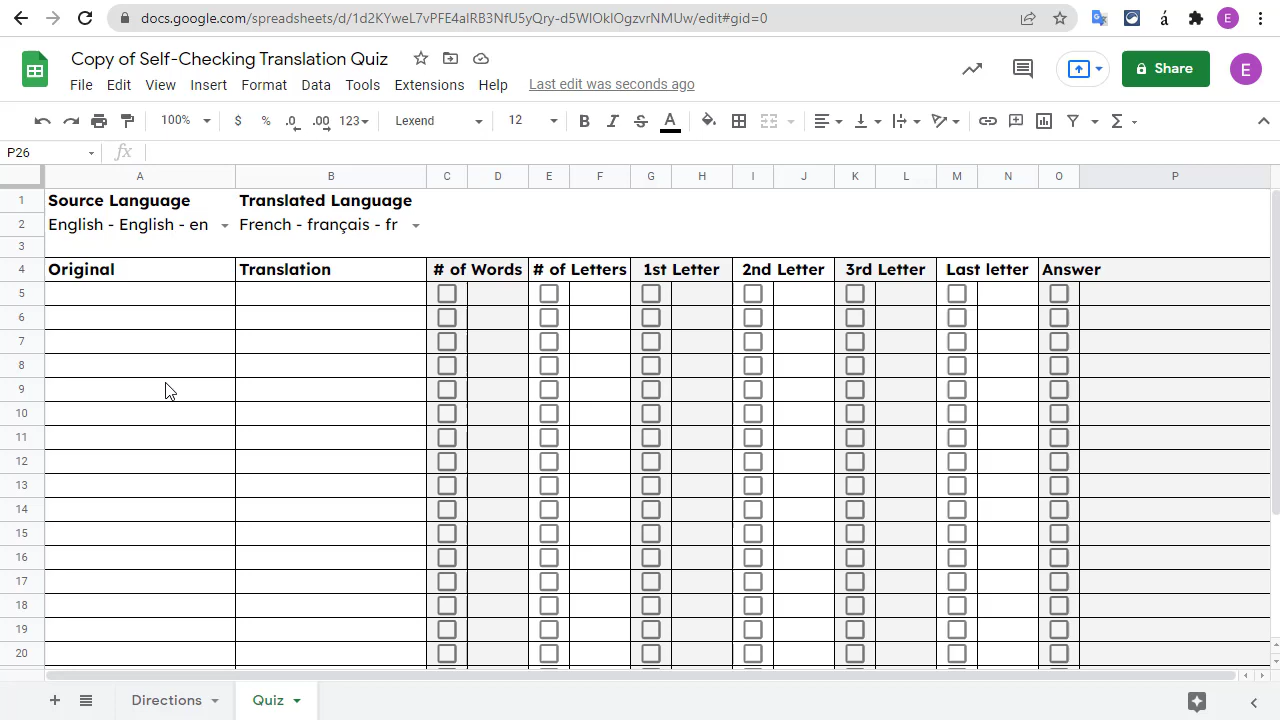 docs.google.com/spreadsheets/d/1d2KYweL7vPFE4alRB3NfU5yQry-d5WlOklOgzvrNMUw/edit#gid=0
á
E
Copy of Self-Checking Translation Quiz
File Edit View Insert Format Data Tools Extensions Help Last edit was seconds ago
Share
E
100% $ % .0 .00 123 Lexend 12 B I S A Σ
P26 fx
A B C D E F G H I J K L M N O P
1 Source Language Translated Language
2 English - English - en French - français - fr
3
4 Original Translation # of Words # of Letters 1st Letter 2nd Letter 3rd Letter Last letter Answer
5
6
7
8
9
10
11
12
13
14
15
16
17
18
19
20
Directions Quiz